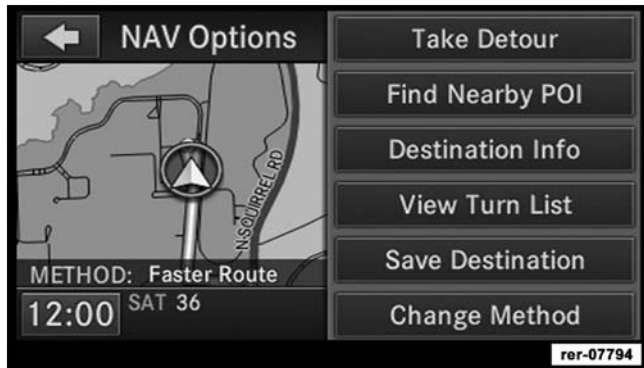 NAV Options
Take Detour
Find Nearby POI
Destination Info
View Turn List
Save Destination
Change Method
N·SQUIRREL RD
METHOD: Faster Route
12:00 SAT 36
rer-07794